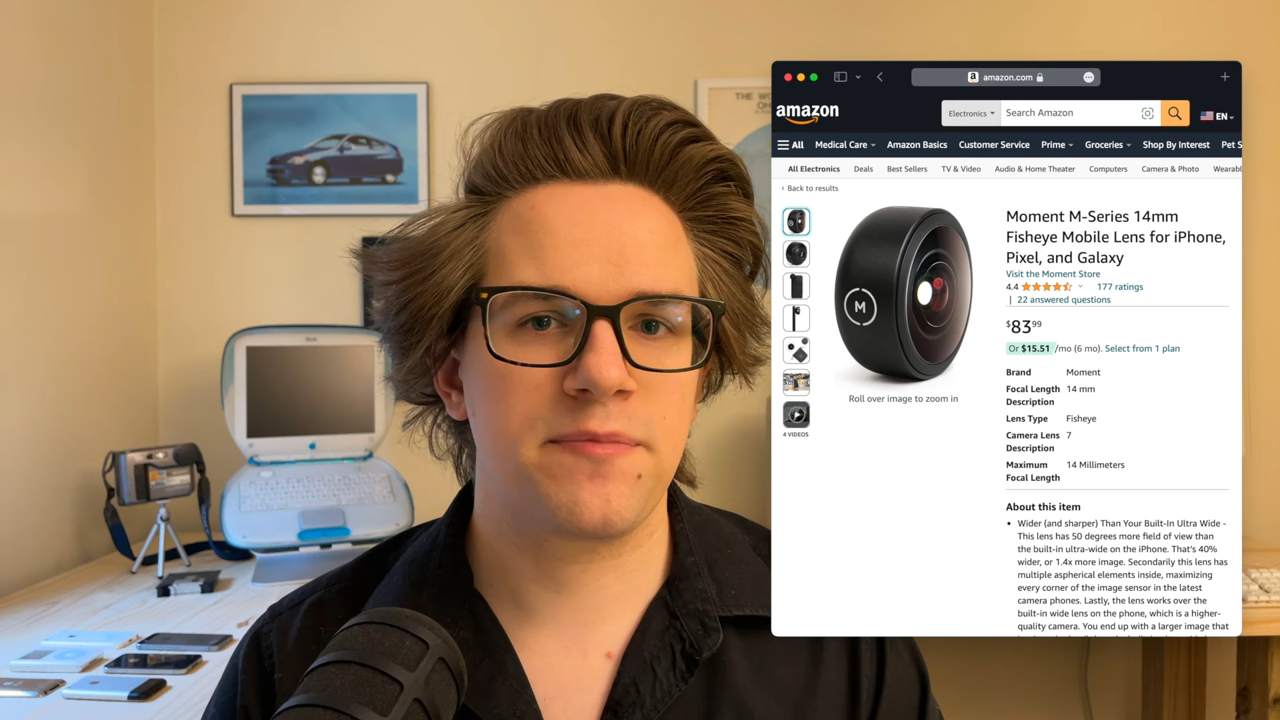 THE WO
ON
amazon.com
amazon
Electronics
Search Amazon
EN
All
Medical Care
Amazon Basics
Customer Service
Prime
Groceries
Shop By Interest
Pet S
All Electronics
Deals
Best Sellers
TV & Video
Audio & Home Theater
Computers
Camera & Photo
Wearabl
‹ Back to results
4 VIDEOS
M
Roll over image to zoom in
Moment M-Series 14mm
Fisheye Mobile Lens for iPhone,
Pixel, and Galaxy
Visit the Moment Store
4.4
177 ratings
| 22 answered questions
$83 99
Or $15.51 /mo (6 mo). Select from 1 plan
Brand Moment
Focal Length 14 mm
Description
Lens Type Fisheye
Camera Lens 7
Description
Maximum 14 Millimeters
Focal Length
About this item
• Wider (and sharper) Than Your Built-In Ultra Wide -
This lens has 50 degrees more field of view than
the built-in ultra-wide on the iPhone. That's 40%
wider, or 1.4x more image. Secondarily this lens has
multiple aspherical elements inside, maximizing
every corner of the image sensor in the latest
camera phones. Lastly, the lens works over the
built-in wide lens on the phone, which is a higher-
quality camera. You end up with a larger image that